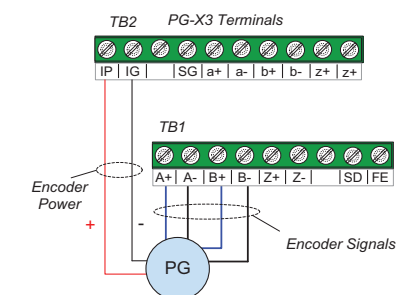 TB2 PG-X3 Terminals
IP IG SG a+ a- b+ b- z+ z+
TB1
A+ A- B+ B- Z+ Z- SD FE
Encoder
Power
+ -
Encoder Signals
PG